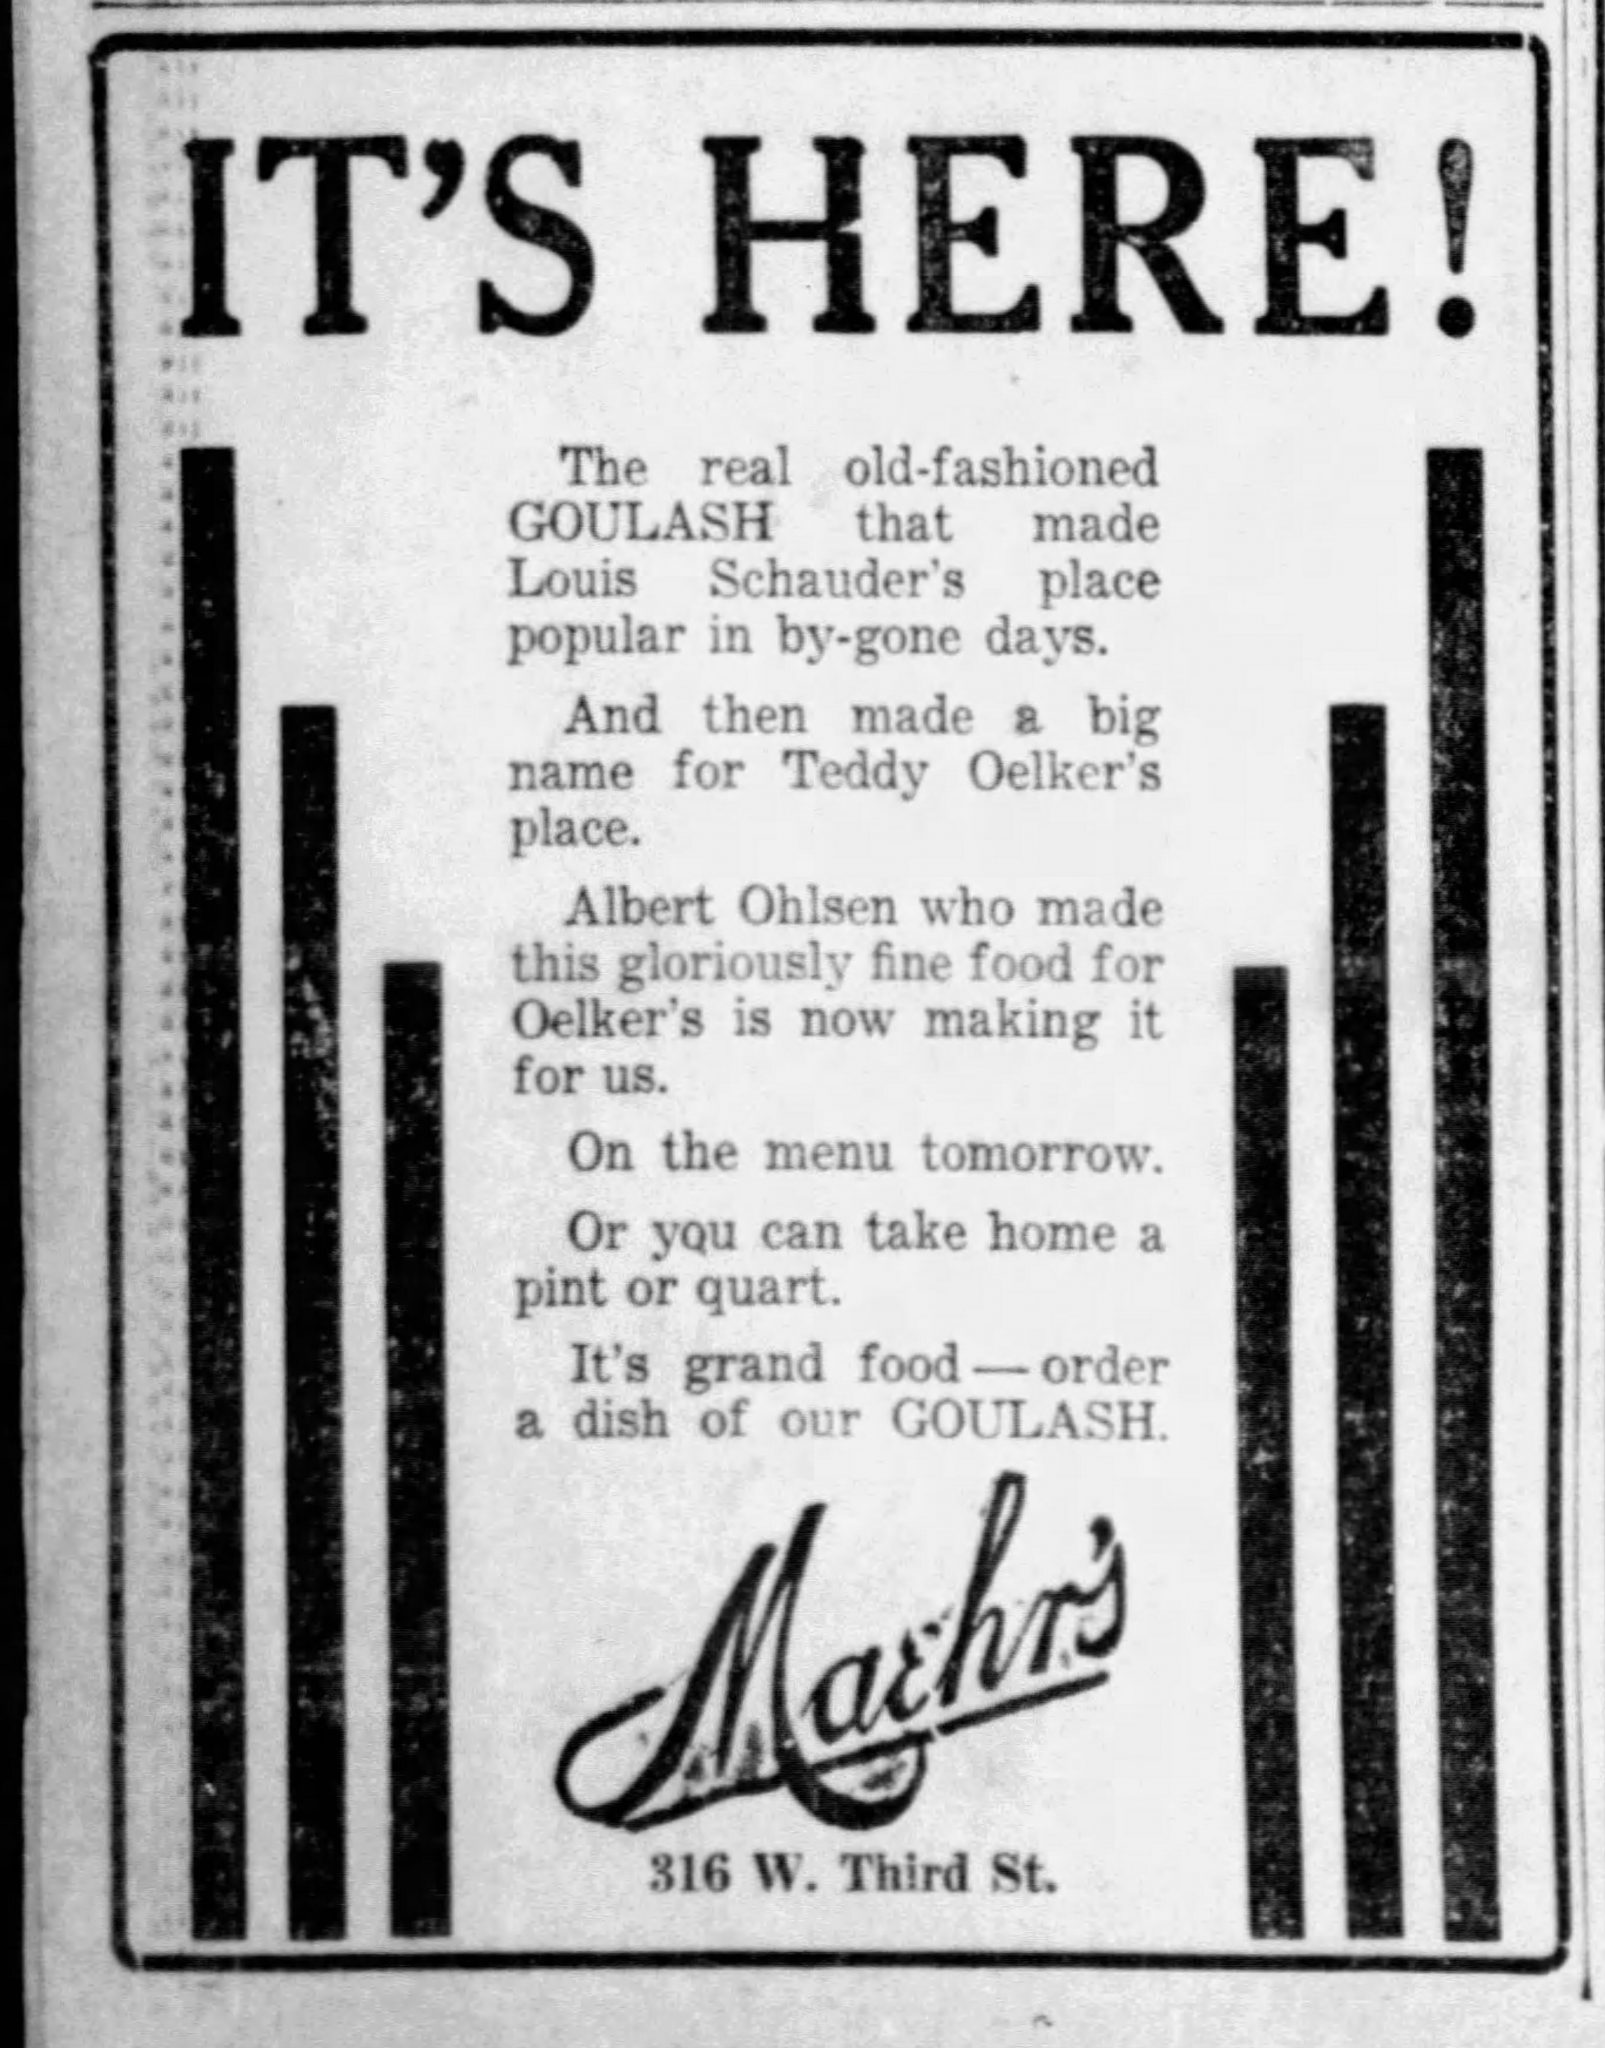 IT'S HERE!
The real old-fashioned
GOULASH that made
Louis Schauder's place
popular in by-gone days.
And then made a big
name for Teddy Oelker's
place.
Albert Ohlsen who made
this gloriously fine food for
Oelker's is now making it
for us.
On the menu tomorrow.
Or you can take home a
pint or quart.
It's grand food — order
a dish of our GOULASH.
Maehr's
316 W. Third St.